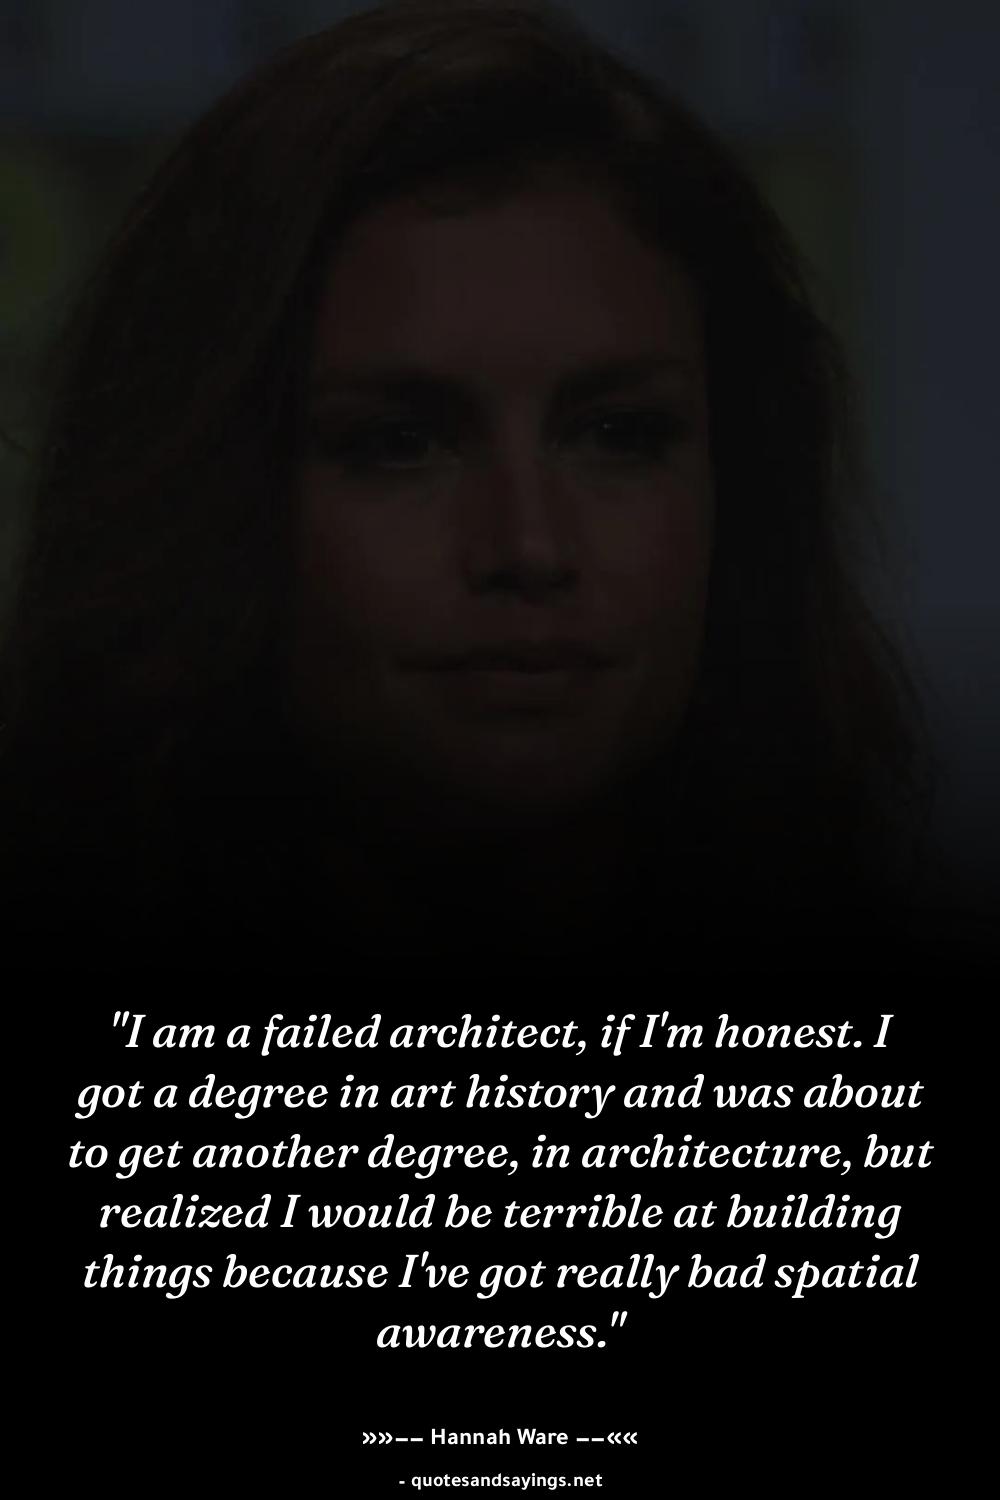 "I am a failed architect, if I'm honest. I
got a degree in art history and was about
to get another degree, in architecture, but
realized I would be terrible at building
things because I've got really bad spatial
awareness."
»»—— Hannah Ware ——««
- quotesandsayings.net